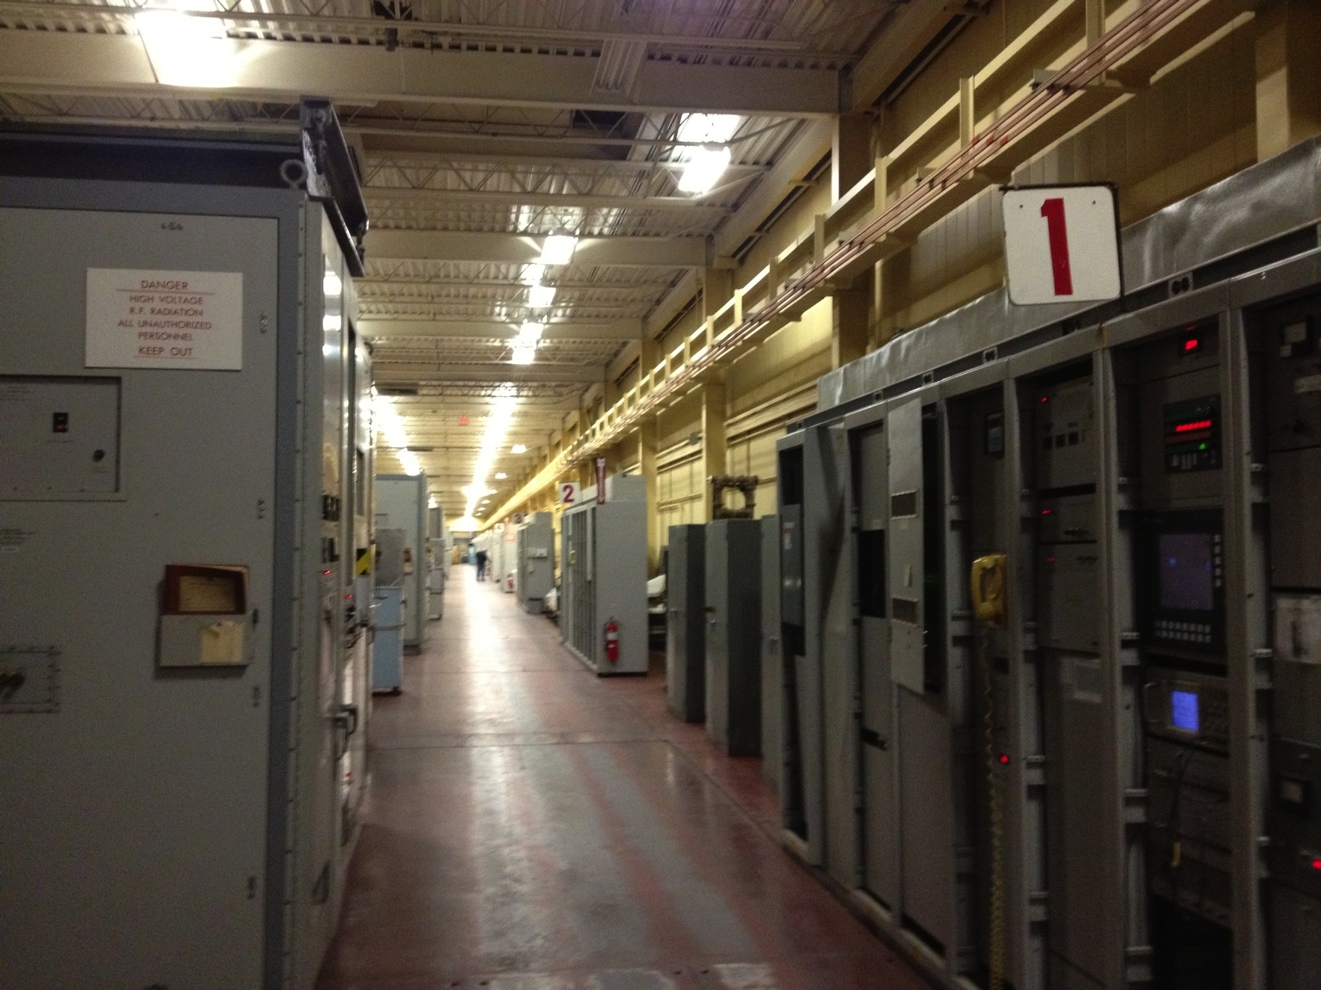 DANGER
HIGH VOLTAGE
R.F. RADIATION
ALL UNAUTHORIZED
PERSONNEL
KEEP OUT
1
2